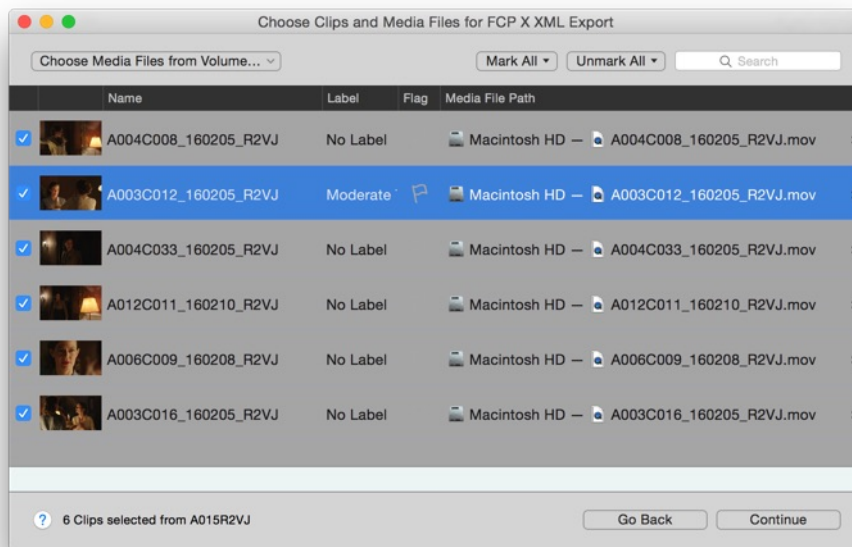 Choose Clips and Media Files for FCP X XML Export
Choose Media Files from Volume... Mark All Unmark All Search
Name Label Flag Media File Path
A004C008_160205_R2VJ No Label Macintosh HD — A004C008_160205_R2VJ.mov
A003C012_160205_R2VJ Moderate Macintosh HD — A003C012_160205_R2VJ.mov
A004C033_160205_R2VJ No Label Macintosh HD — A004C033_160205_R2VJ.mov
A012C011_160210_R2VJ No Label Macintosh HD — A012C011_160210_R2VJ.mov
A006C009_160208_R2VJ No Label Macintosh HD — A006C009_160208_R2VJ.mov
A003C016_160205_R2VJ No Label Macintosh HD — A003C016_160205_R2VJ.mov
? 6 Clips selected from A015R2VJ Go Back Continue